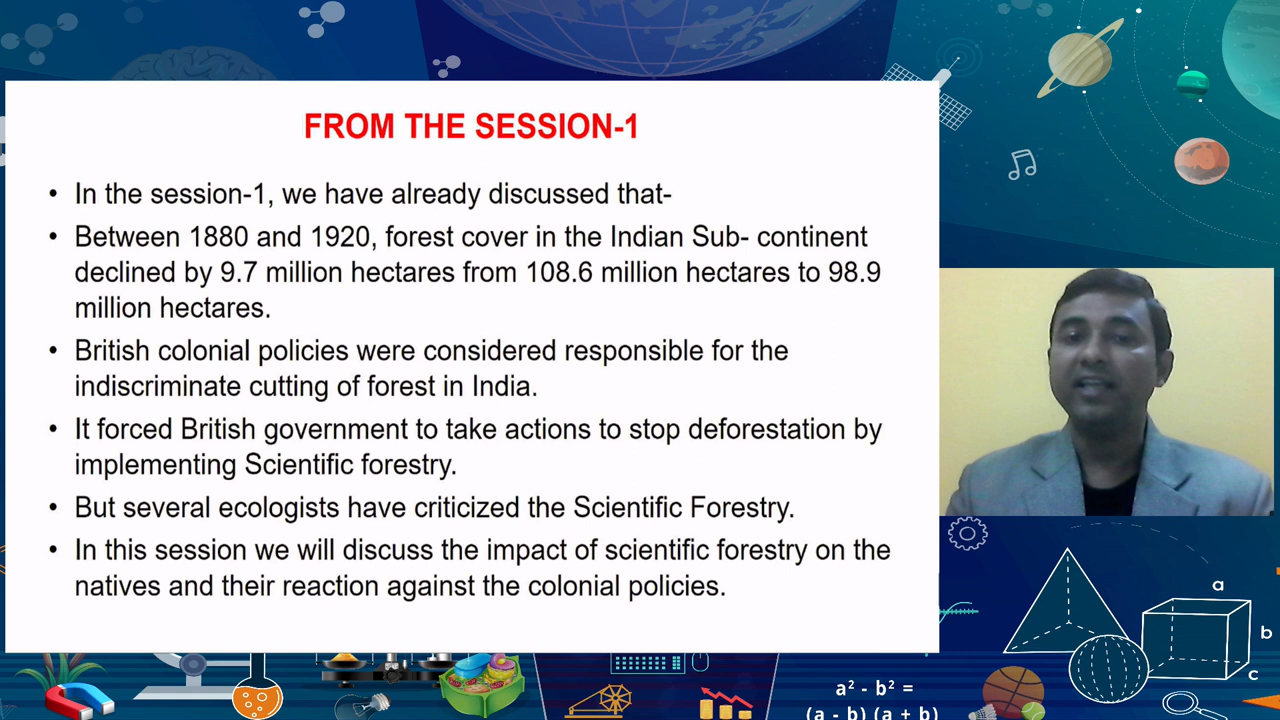 FROM THE SESSION-1
• In the session-1, we have already discussed that-
• Between 1880 and 1920, forest cover in the Indian Sub- continent
declined by 9.7 million hectares from 108.6 million hectares to 98.9
million hectares.
• British colonial policies were considered responsible for the
indiscriminate cutting of forest in India.
• It forced British government to take actions to stop deforestation by
implementing Scientific forestry.
• But several ecologists have criticized the Scientific Forestry.
• In this session we will discuss the impact of scientific forestry on the
natives and their reaction against the colonial policies.
a
b
c
a² - b² =
(a - b) (a + b)